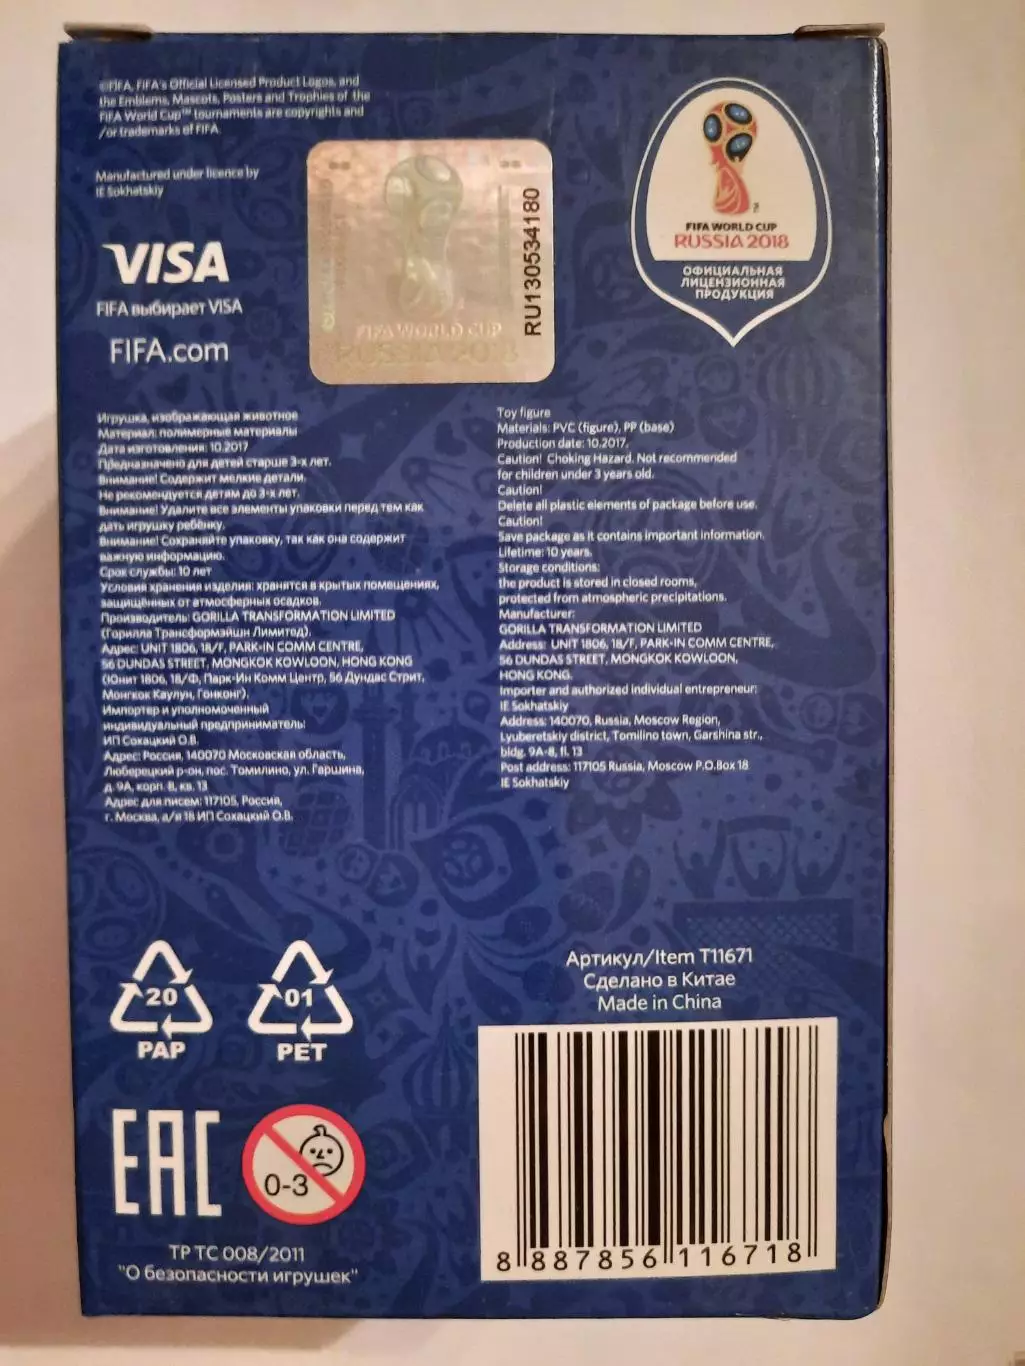 ©FIFA, FIFA's Official Licensed Product Logos, and
the Emblems, Mascots, Posters and Trophies of the
FIFA World Cup™ tournaments are copyrights and
/or trademarks of FIFA.
Manufactured under licence by
IE Sokhatskiy
VISA
FIFA выбирает VISA
FIFA.com
FIFA WORLD CUP
RUSSIA 2018
RU130534180
FIFA WORLD CUP
RUSSIA 2018
ОФИЦИАЛЬНАЯ
ЛИЦЕНЗИОННАЯ
ПРОДУКЦИЯ
Игрушка, изображающая животное
Материал: полимерные материалы
Дата изготовления: 10.2017
Предназначено для детей старше 3-х лет.
Внимание! Содержит мелкие детали.
Не рекомендуется детям до 3-х лет.
Внимание! Удалите все элементы упаковки перед тем как
дать игрушку ребёнку.
Внимание! Сохраняйте упаковку, так как она содержит
важную информацию.
Срок службы: 10 лет
Условия хранения изделия: хранятся в крытых помещениях,
защищённых от атмосферных осадков.
Производитель: GORILLA TRANSFORMATION LIMITED
(Горилла Трансформэйшн Лимитед).
Адрес: UNIT 1806, 18/F, PARK-IN COMM CENTRE,
56 DUNDAS STREET, MONGKOK KOWLOON, HONG KONG
(Юнит 1806, 18/Ф, Парк-Ин Комм Центр, 56 Дундас Стрит,
Монгкок Каулун, Гонконг).
Импортер и уполномоченный
индивидуальный предприниматель:
ИП Сохацкий О.В.
Адрес: Россия, 140070 Московская область,
Люберецкий р-он, пос. Томилино, ул. Гаршина,
д. 9А, корп. 8, кв. 13
Адрес для писем: 117105, Россия,
г. Москва, а/я 18 ИП Сохацкий О.В.
Toy figure
Materials: PVC (figure), PP (base)
Production date: 10.2017.
Caution! Choking Hazard. Not recommended
for children under 3 years old.
Caution!
Delete all plastic elements of package before use.
Caution!
Save package as it contains important information.
Lifetime: 10 years.
Storage conditions:
the product is stored in closed rooms,
protected from atmospheric precipitations.
Manufacturer:
GORILLA TRANSFORMATION LIMITED
Address: UNIT 1806, 18/F, PARK-IN COMM CENTRE,
56 DUNDAS STREET, MONGKOK KOWLOON,
HONG KONG.
Importer and authorized individual entrepreneur:
IE Sokhatskiy
Address: 140070, Russia, Moscow Region,
Lyuberetskiy district, Tomilino town, Garshina str.,
bldg. 9A-8, fl. 13
Post address: 117105 Russia, Moscow P.O.Box 18
IE Sokhatskiy
20
PAP
01
PET
Артикул/Item T11671
Сделано в Китае
Made in China
EAC
0-3
ТР ТС 008/2011
"О безопасности игрушек"
8 887856 116718